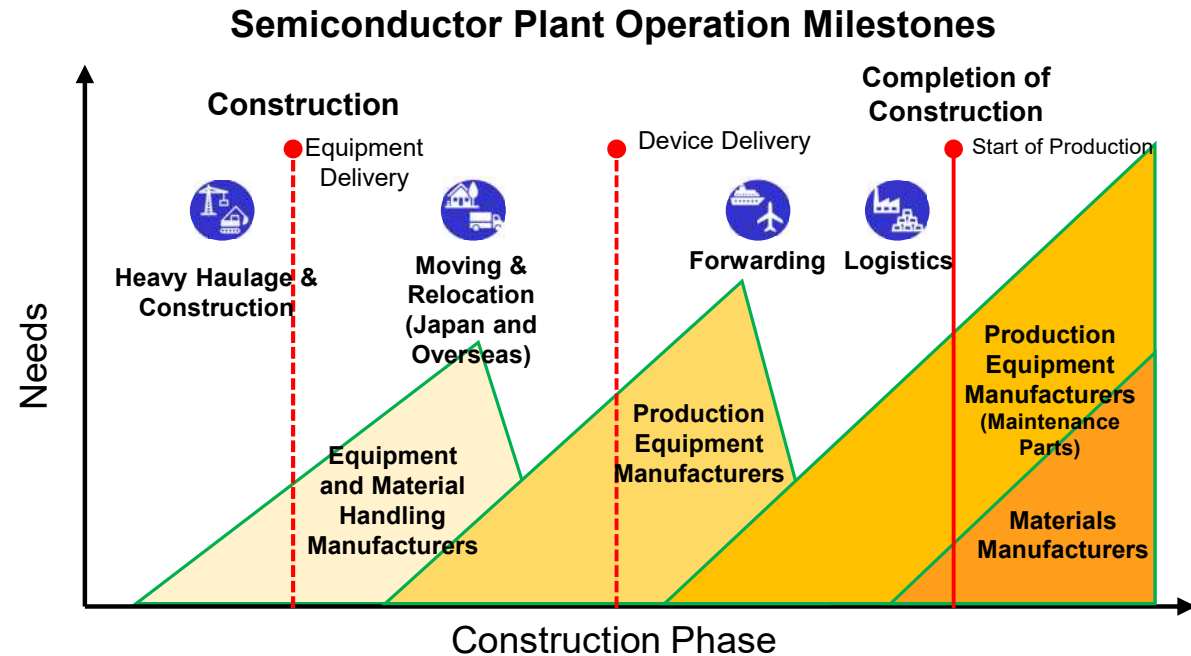 Semiconductor Plant Operation Milestones
Construction
Equipment
Delivery
Device Delivery
Completion of
Construction
Start of Production
Heavy Haulage &
Construction
Moving &
Relocation
(Japan and
Overseas)
Forwarding
Logistics
Needs
Equipment
and Material
Handling
Manufacturers
Production
Equipment
Manufacturers
Production
Equipment
Manufacturers
(Maintenance
Parts)
Materials
Manufacturers
Construction Phase